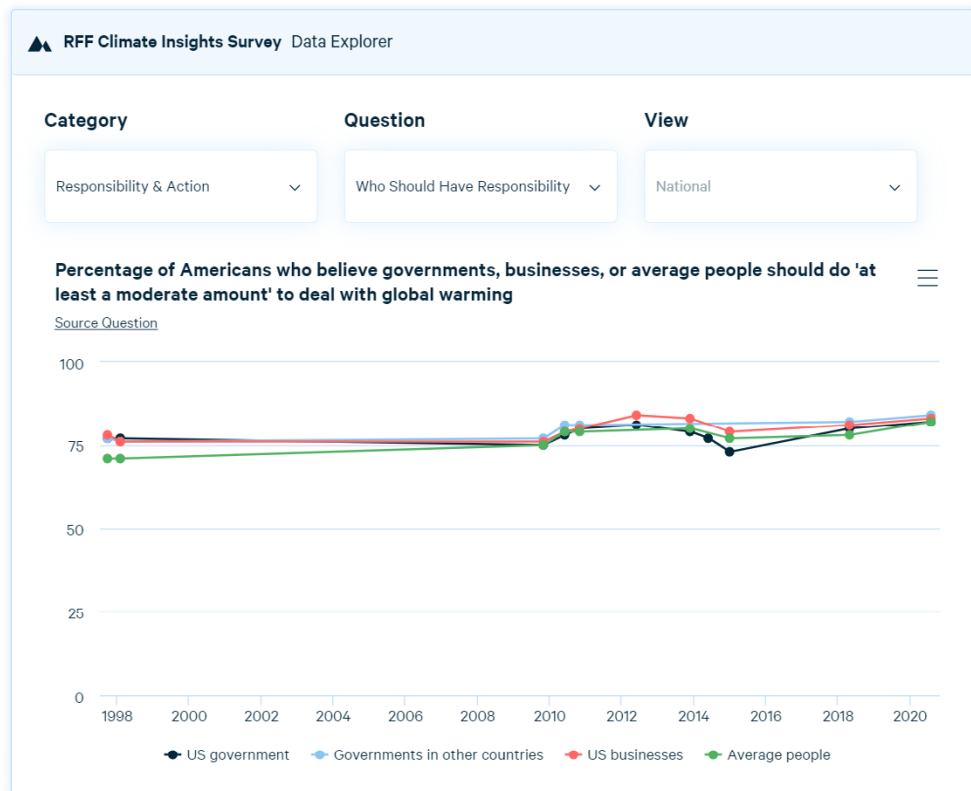 RFF Climate Insights Survey Data Explorer
Category Question View
Responsibility & Action Who Should Have Responsibility National
Percentage of Americans who believe governments, businesses, or average people should do 'at
least a moderate amount' to deal with global warming
Source Question
100
75
50
25
0
1998 2000 2002 2004 2006 2008 2010 2012 2014 2016 2018 2020
US government Governments in other countries US businesses Average people